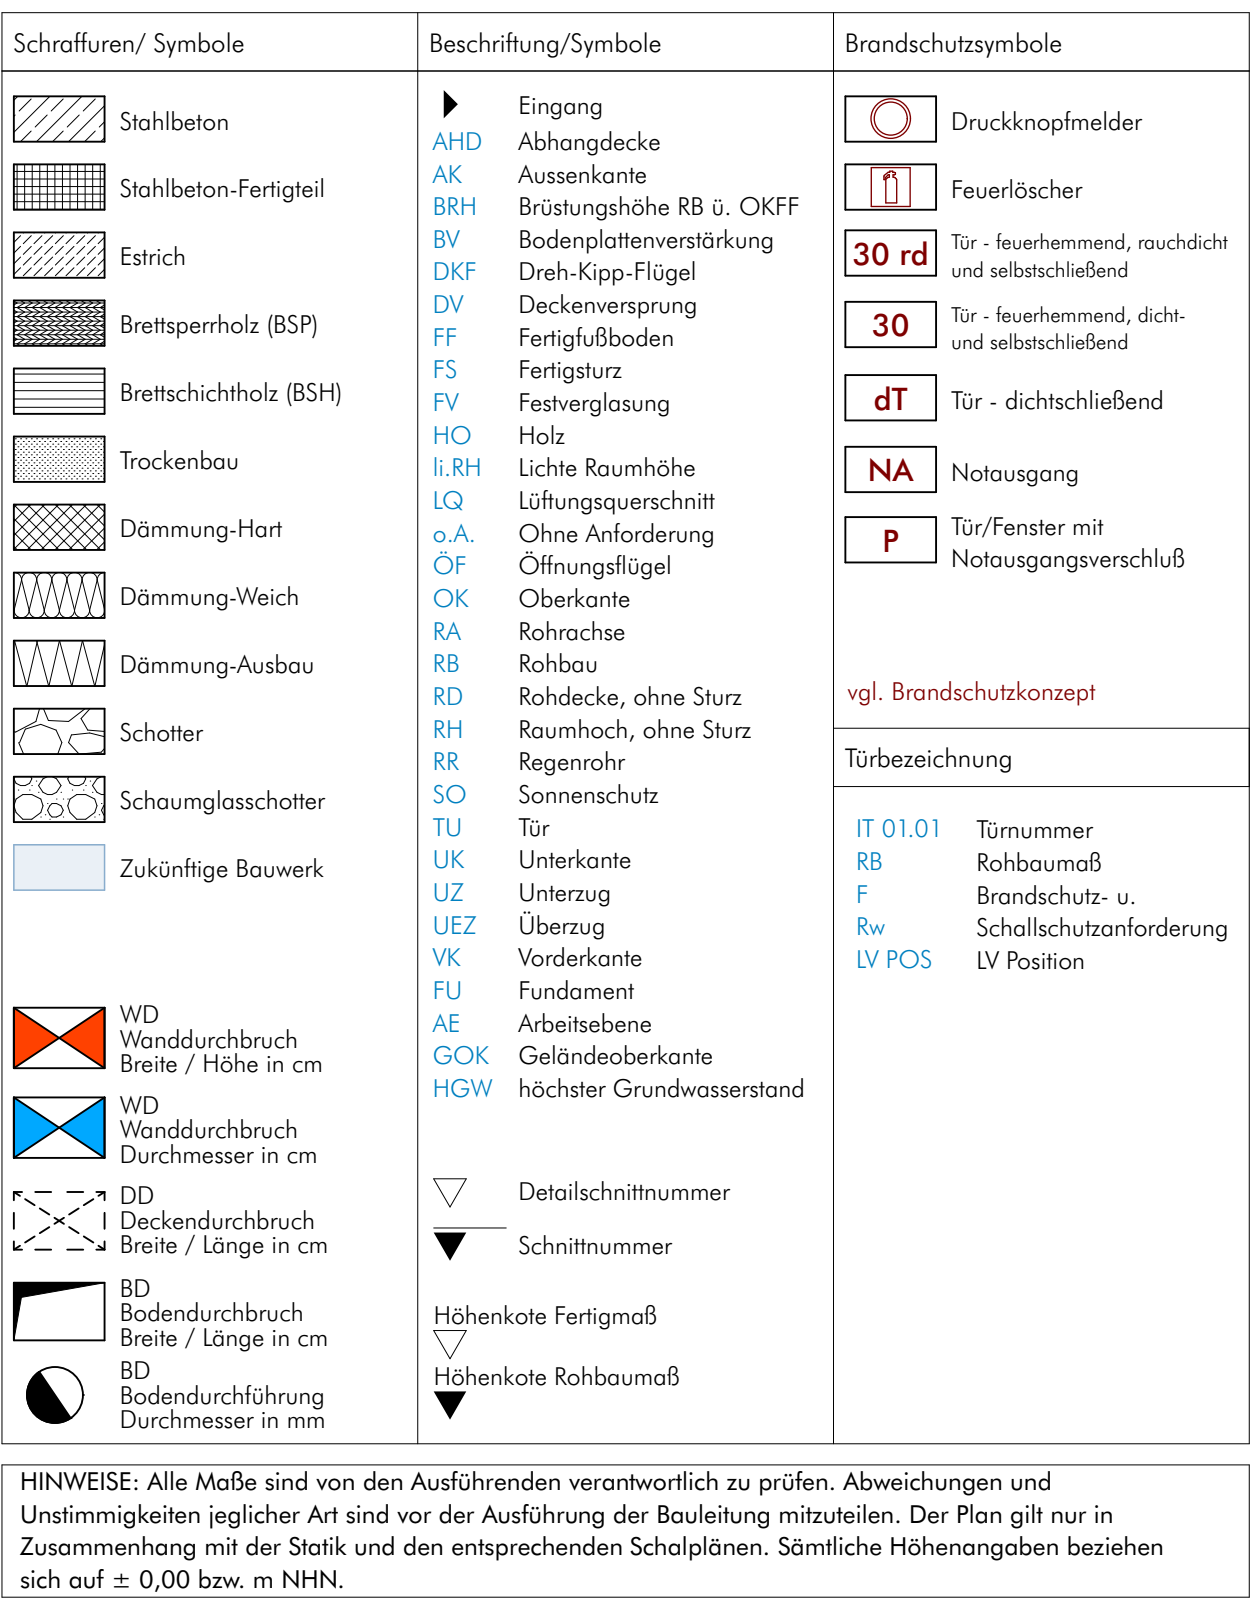 Schraffuren/ Symbole
Stahlbeton
Stahlbeton-Fertigteil
Estrich
Brettsperrholz (BSP)
Brettschichtholz (BSH)
Trockenbau
Dämmung-Hart
Dämmung-Weich
Dämmung-Ausbau
Schotter
Schaumglasschotter
Zukünftige Bauwerk
WD
Wanddurchbruch
Breite / Höhe in cm
WD
Wanddurchbruch
Durchmesser in cm
DD
Deckendurchbruch
Breite / Länge in cm
BD
Bodendurchbruch
Breite / Länge in cm
BD
Bodendurchführung
Durchmesser in mm
Beschriftung/Symbole
Eingang
AHD Abhangdecke
AK Aussenkante
BRH Brüstungshöhe RB ü. OKFF
BV Bodenplattenverstärkung
DKF Dreh-Kipp-Flügel
DV Deckenversprung
FF Fertigfußboden
FS Fertigsturz
FV Festverglasung
HO Holz
li.RH Lichte Raumhöhe
LQ Lüftungsquerschnitt
o.A. Ohne Anforderung
ÖF Öffnungsflügel
OK Oberkante
RA Rohrachse
RB Rohbau
RD Rohdecke, ohne Sturz
RH Raumhoch, ohne Sturz
RR Regenrohr
SO Sonnenschutz
TU Tür
UK Unterkante
UZ Unterzug
UEZ Überzug
VK Vorderkante
FU Fundament
AE Arbeitsebene
GOK Geländeoberkante
HGW höchster Grundwasserstand
Detailschnittnummer
Schnittnummer
Höhenkote Fertigmaß
Höhenkote Rohbaumaß
Brandschutzsymbole
Druckknopfmelder
Feuerlöscher
30 rd Tür - feuerhemmend, rauchdicht
und selbstschließend
30 Tür - feuerhemmend, dicht-
und selbstschließend
dT Tür - dichtschließend
NA Notausgang
P Tür/Fenster mit
Notausgangsverschluß
vgl. Brandschutzkonzept
Türbezeichnung
IT 01.01 Türnummer
RB Rohbaumaß
F Brandschutz- u.
Rw Schallschutzanforderung
LV POS LV Position
HINWEISE: Alle Maße sind von den Ausführenden verantwortlich zu prüfen. Abweichungen und
Unstimmigkeiten jeglicher Art sind vor der Ausführung der Bauleitung mitzuteilen. Der Plan gilt nur in
Zusammenhang mit der Statik und den entsprechenden Schalplänen. Sämtliche Höhenangaben beziehen
sich auf ± 0,00 bzw. m NHN.